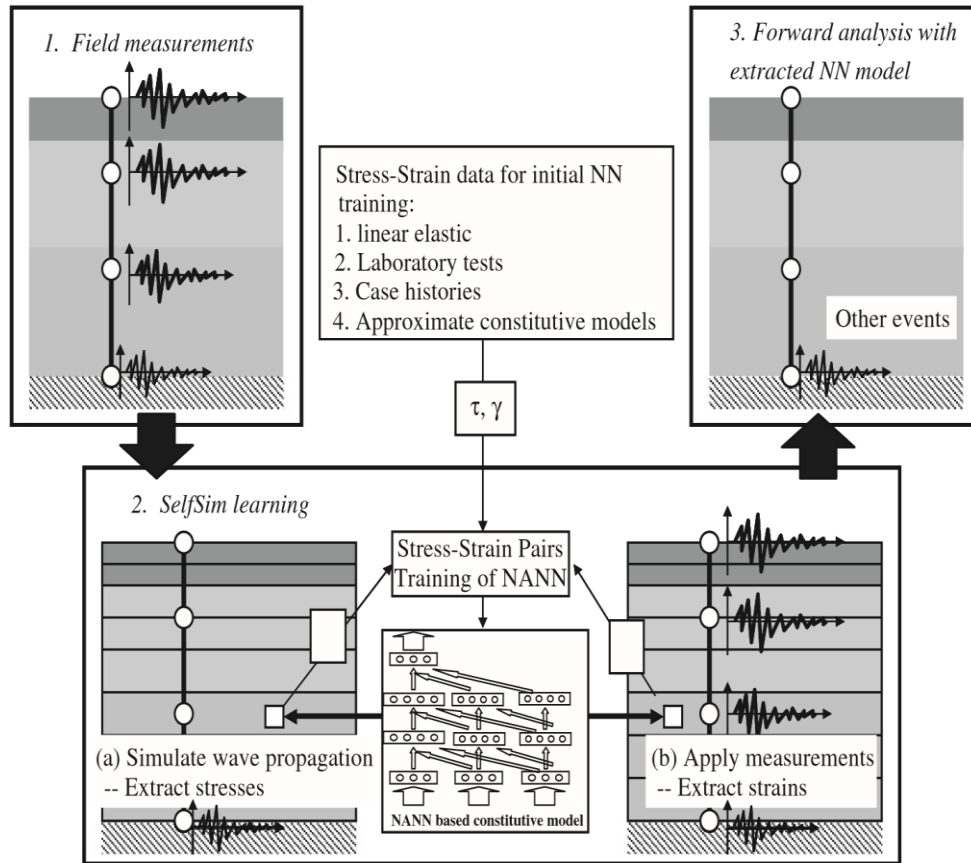 1. Field measurements
3. Forward analysis with
extracted NN model
Stress-Strain data for initial NN
training:
1. linear elastic
2. Laboratory tests
3. Case histories
4. Approximate constitutive models
Other events
τ, γ
2. SelfSim learning
Stress-Strain Pairs
Training of NANN
(a) Simulate wave propagation
-- Extract stresses
(b) Apply measurements
-- Extract strains
NANN based constitutive model